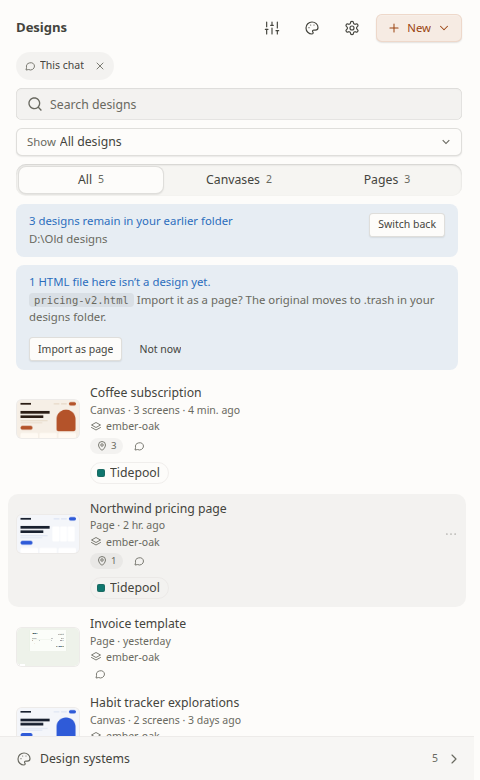 Designs
New
This chat
Search designs
Show All designs
All 5
Canvases 2
Pages 3
3 designs remain in your earlier folder
Switch back
D:\Old designs
1 HTML file here isn't a design yet.
pricing-v2.html Import it as a page? The original moves to .trash in your
designs folder.
Import as page
Not now
Coffee subscription
Canvas · 3 screens · 4 min. ago
ember-oak
3
Tidepool
Northwind pricing page
Page · 2 hr. ago
ember-oak
1
Tidepool
Invoice template
Page · yesterday
ember-oak
Habit tracker explorations
Canvas · 2 screens · 3 days ago
ember-oak
Design systems
5